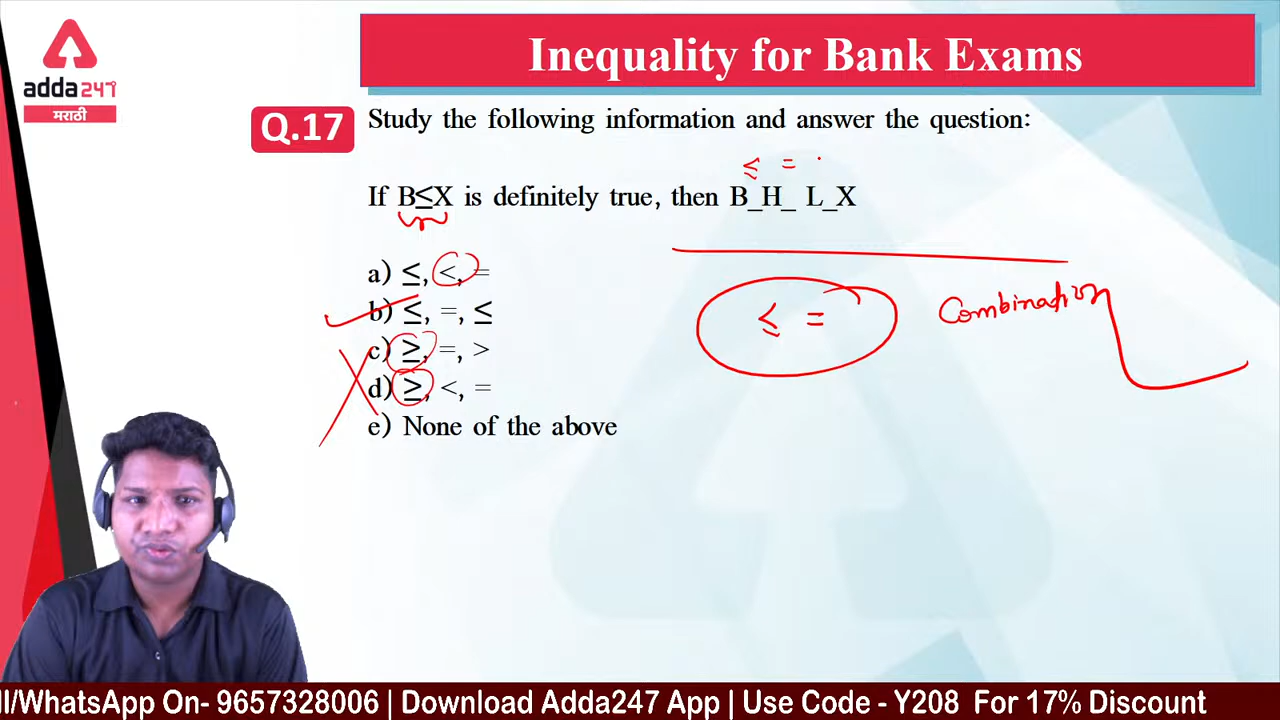 adda247
मराठी
Inequality for Bank Exams
Q.17
Study the following information and answer the question:
≤ =
If B≤X is definitely true, then B_H_ L_X
a) ≤, <, =
b) ≤, =, ≤
c) ≥, =, >
d) ≥, <, =
e) None of the above
≤ =
Combination
ll/WhatsApp On- 9657328006 | Download Adda247 App | Use Code - Y208 For 17% Discount